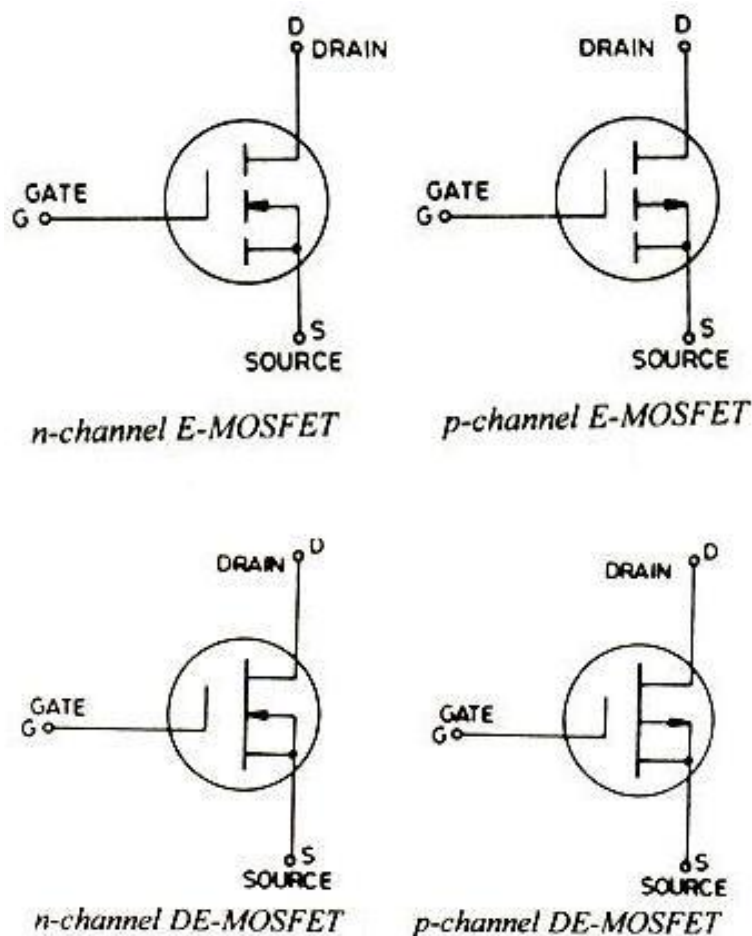 D
DRAIN
GATE
G
S
SOURCE
n-channel E-MOSFET
D
DRAIN
GATE
G
S
SOURCE
p-channel E-MOSFET
D
DRAIN
GATE
G
S
SOURCE
n-channel DE-MOSFET
D
DRAIN
GATE
G
S
SOURCE
p-channel DE-MOSFET